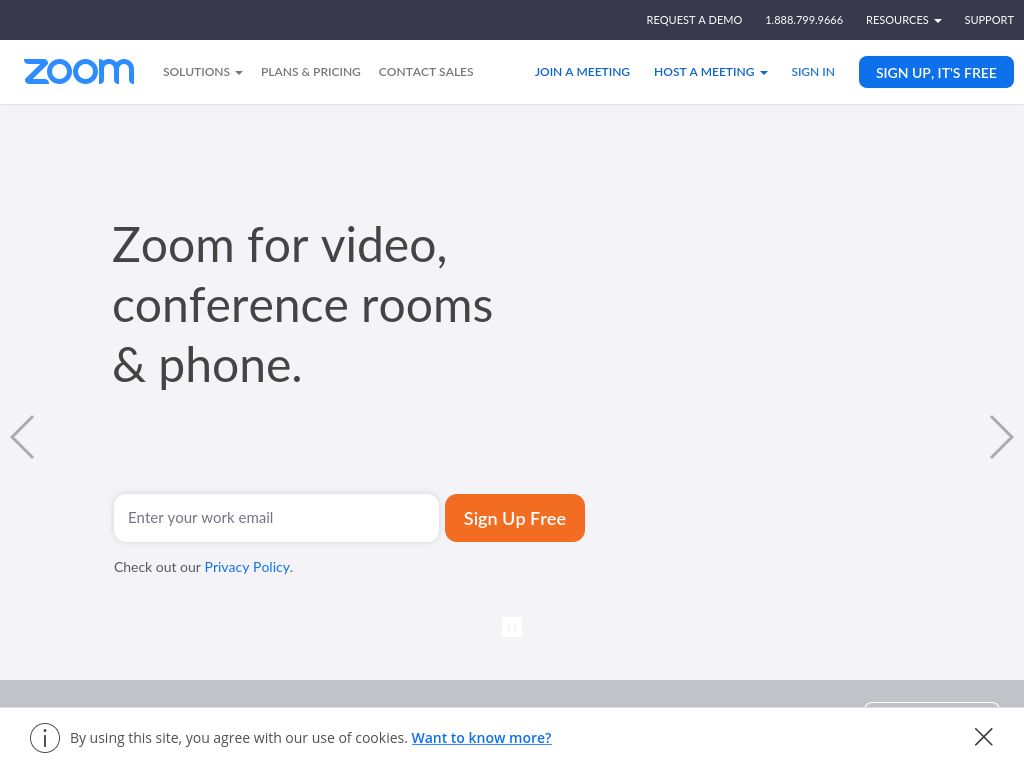 REQUEST A DEMO 1.888.799.9666 RESOURCES SUPPORT
zoom SOLUTIONS PLANS & PRICING CONTACT SALES JOIN A MEETING HOST A MEETING SIGN IN SIGN UP, IT'S FREE
Zoom for video,
conference rooms
& phone.
Enter your work email Sign Up Free
Check out our Privacy Policy.
By using this site, you agree with our use of cookies. Want to know more?